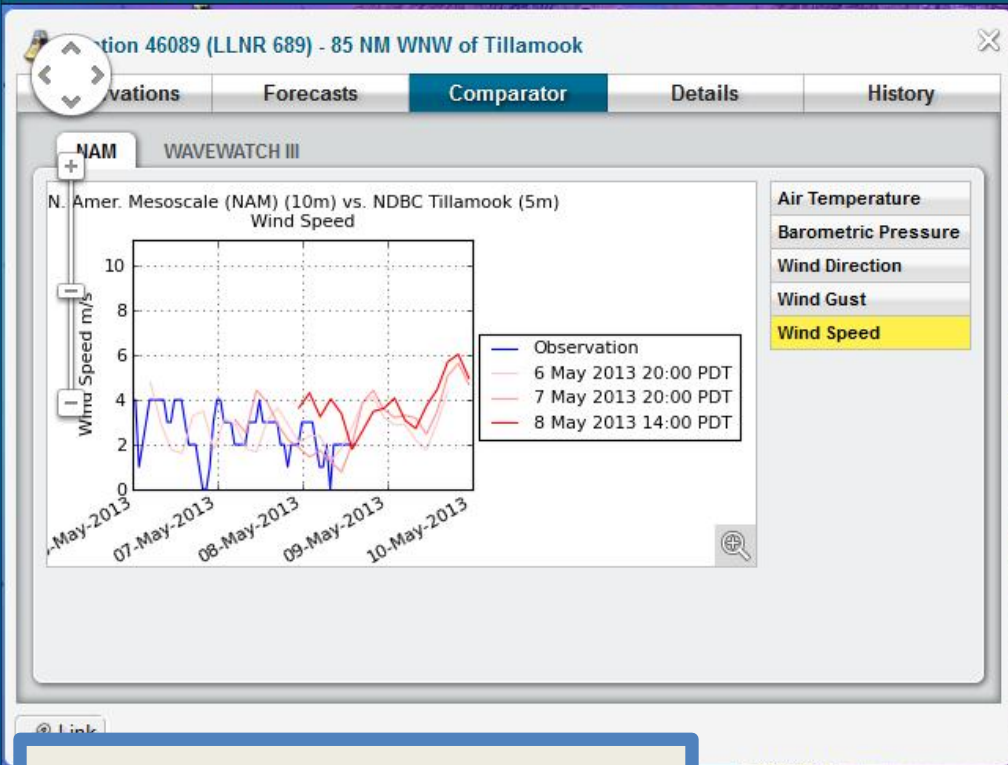 tion 46089 (LLNR 689) - 85 NM WNW of Tillamook
vations Forecasts Comparator Details History
NAM WAVEWATCH III
N. Amer. Mesoscale (NAM) (10m) vs. NDBC Tillamook (5m)
Wind Speed
Wind Speed m/s
10
8
6
4
2
0
-May-2013
07-May-2013
08-May-2013
09-May-2013
10-May-2013
Observation
6 May 2013 20:00 PDT
7 May 2013 20:00 PDT
8 May 2013 14:00 PDT
Air Temperature
Barometric Pressure
Wind Direction
Wind Gust
Wind Speed
Link